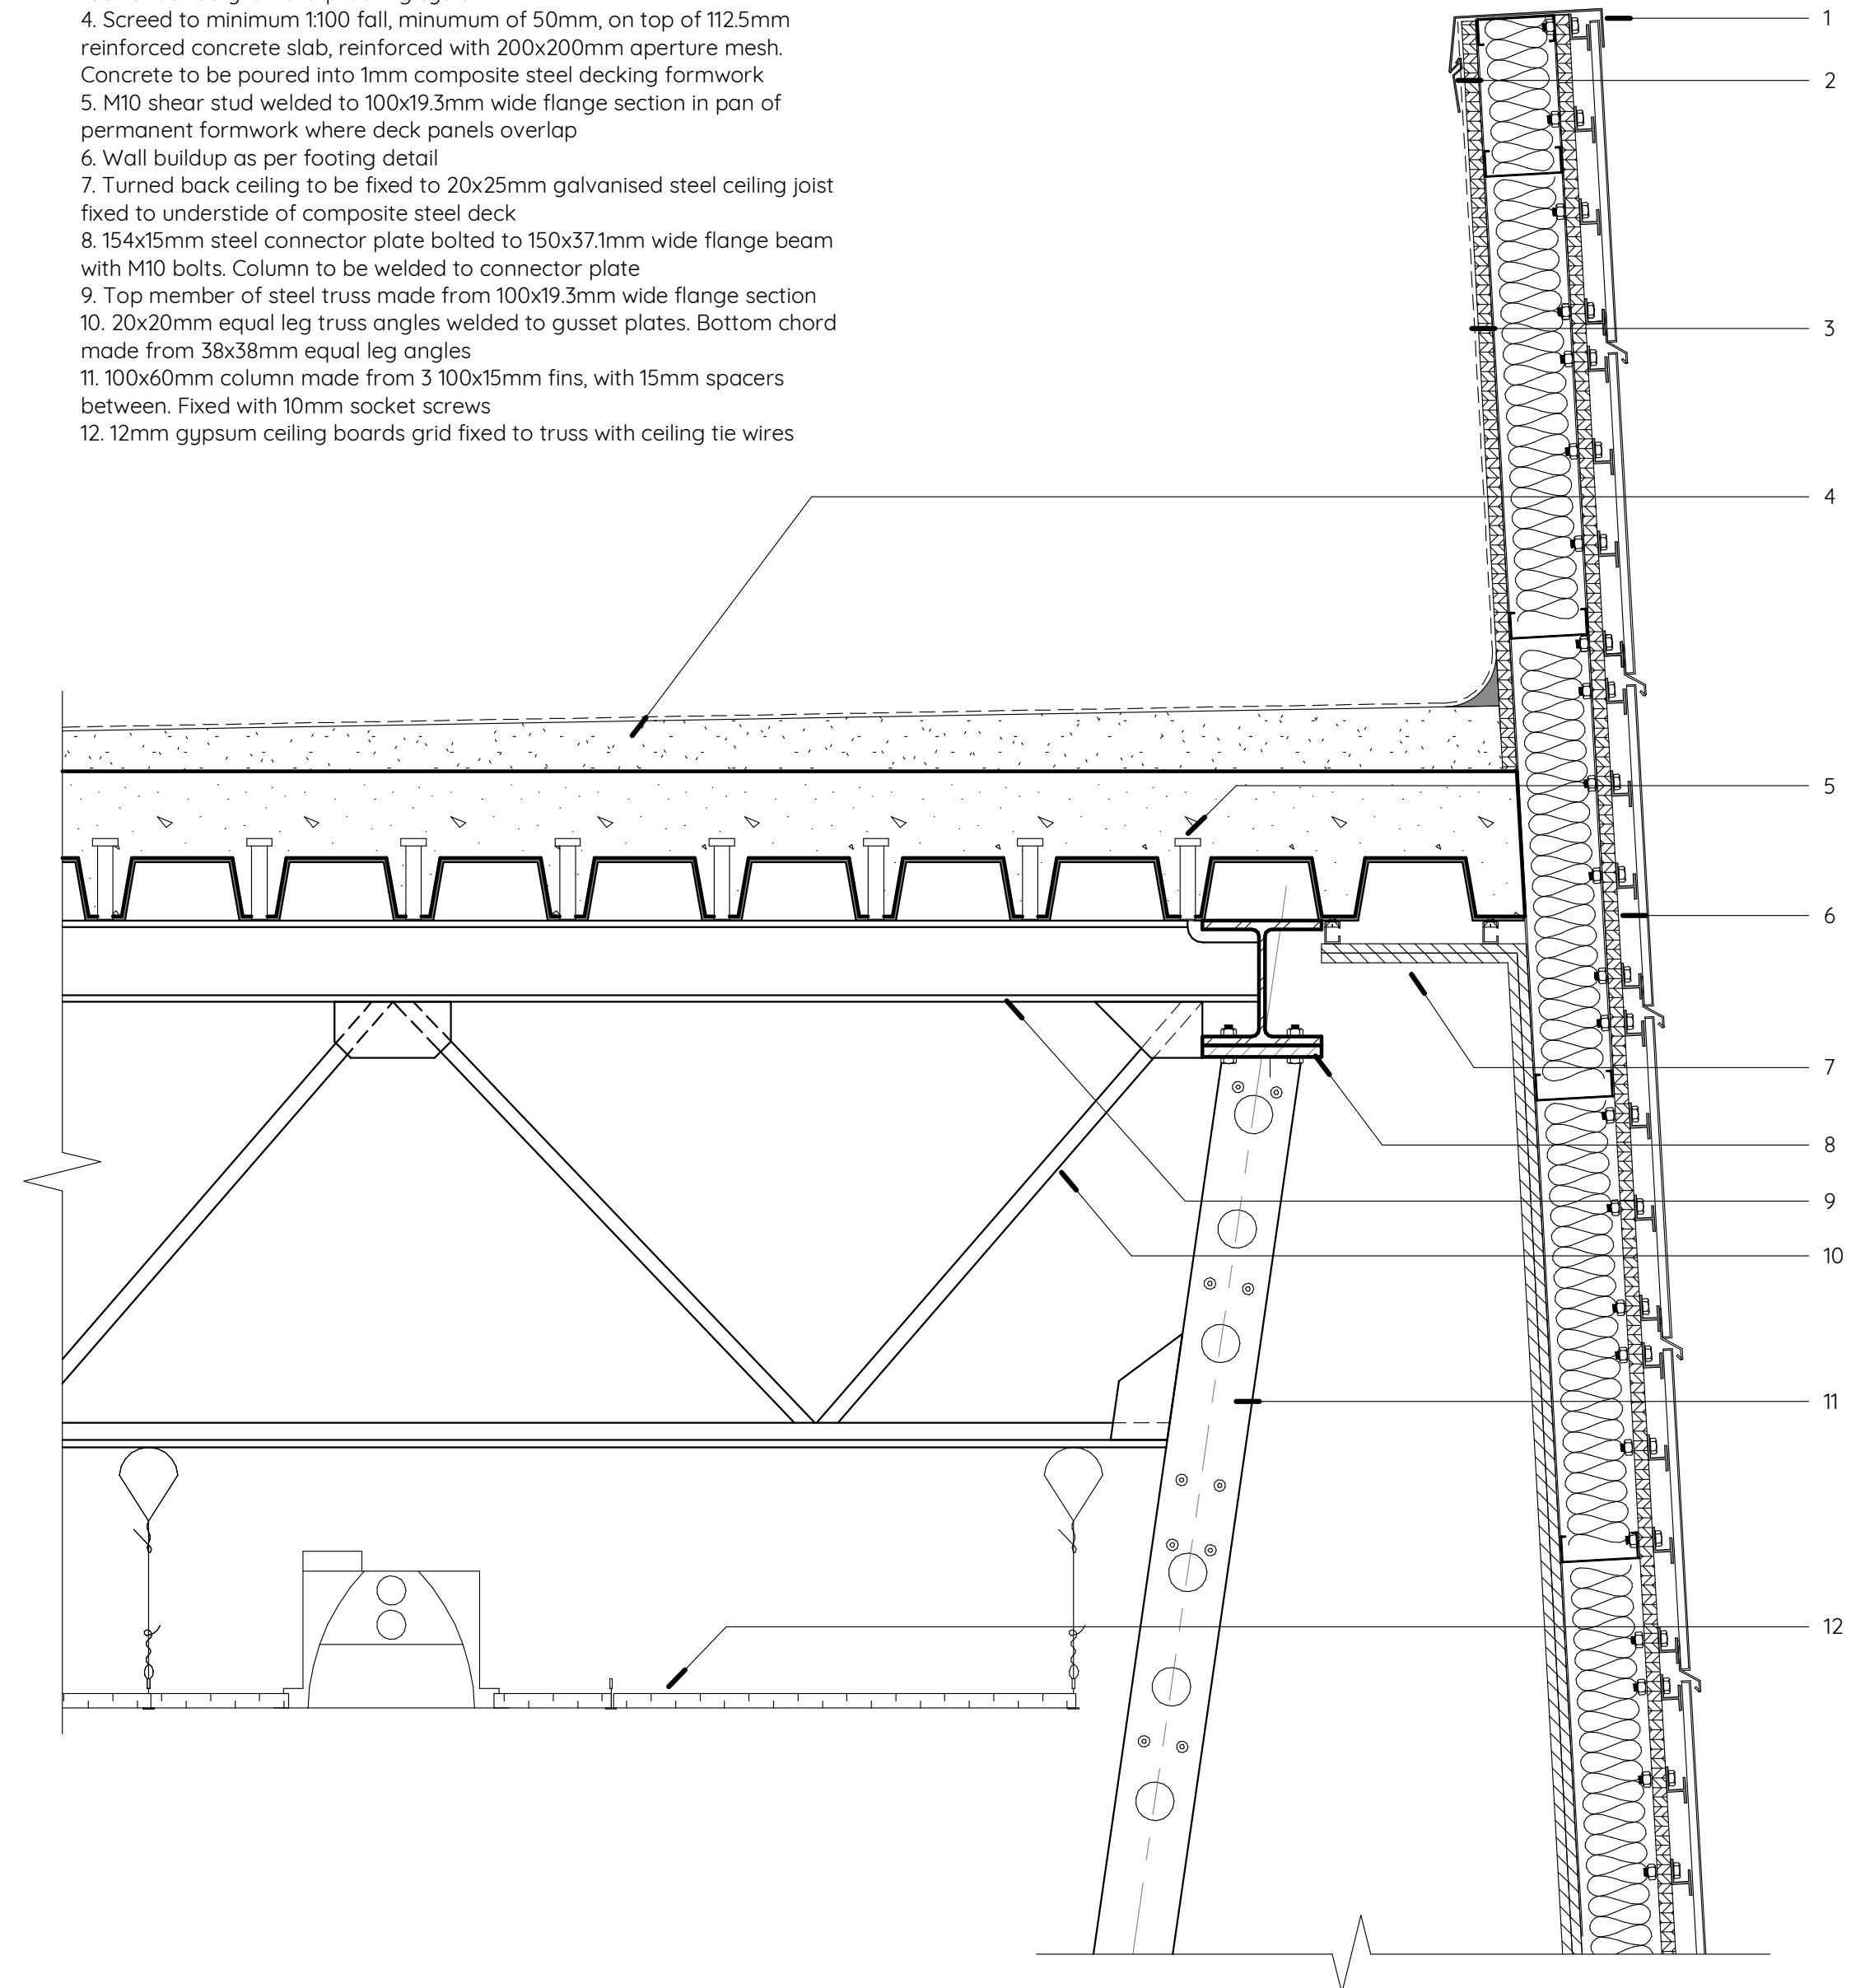 4. Screed to minimum 1:100 fall, minumum of 50mm, on top of 112.5mm
reinforced concrete slab, reinforced with 200x200mm aperture mesh.
Concrete to be poured into 1mm composite steel decking formwork
5. M10 shear stud welded to 100x19.3mm wide flange section in pan of
permanent formwork where deck panels overlap
6. Wall buildup as per footing detail
7. Turned back ceiling to be fixed to 20x25mm galvanised steel ceiling joist
fixed to understide of composite steel deck
8. 154x15mm steel connector plate bolted to 150x37.1mm wide flange beam
with M10 bolts. Column to be welded to connector plate
9. Top member of steel truss made from 100x19.3mm wide flange section
10. 20x20mm equal leg truss angles welded to gusset plates. Bottom chord
made from 38x38mm equal leg angles
11. 100x60mm column made from 3 100x15mm fins, with 15mm spacers
between. Fixed with 10mm socket screws
12. 12mm gypsum ceiling boards grid fixed to truss with ceiling tie wires
1
2
3
4
5
6
7
8
9
10
11
12